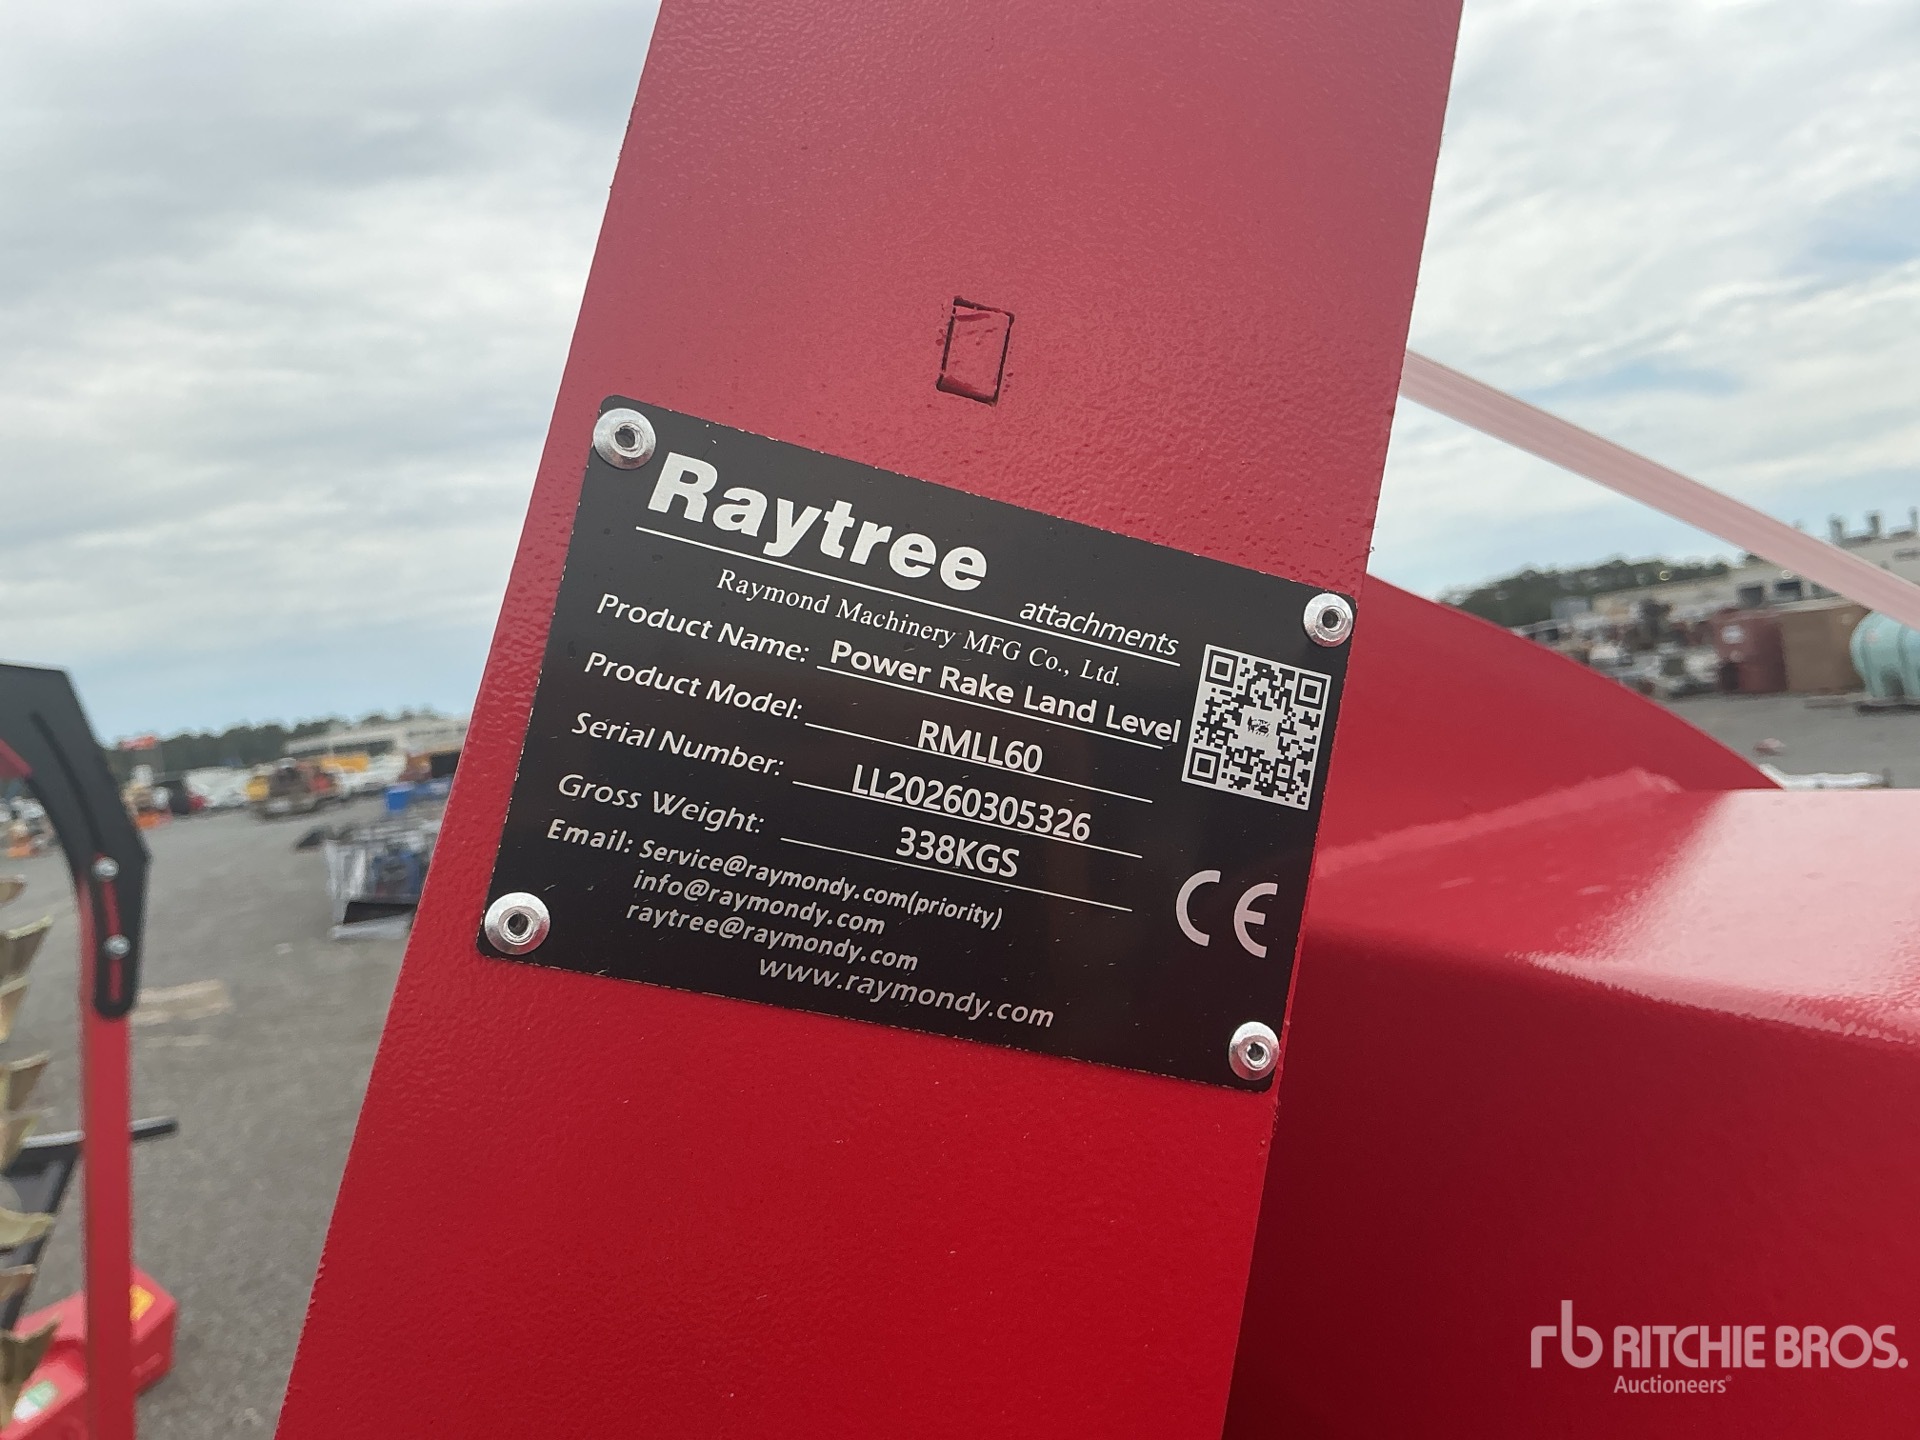 Raytree
attachments
Raymond Machinery MFG Co., Ltd.
Product Name: Power Rake Land Level
Product Model: RMLL60
Serial Number: LL20260305326
Gross Weight: 338KGS
Email: Service@raymondy.com(priority)
info@raymondy.com
raytree@raymondy.com
www.raymondy.com
CE
rb RITCHIE BROS.
Auctioneers®